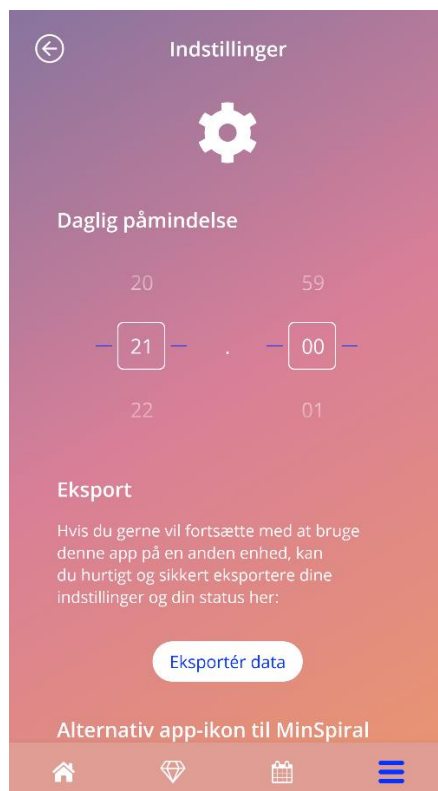 Indstillinger
Daglig påmindelse
20 59
21 . 00
22 01
Eksport
Hvis du gerne vil fortsætte med at bruge
denne app på en anden enhed, kan
du hurtigt og sikkert eksportere dine
indstillinger og din status her:
Eksportér data
Alternativ app-ikon til MinSpiral